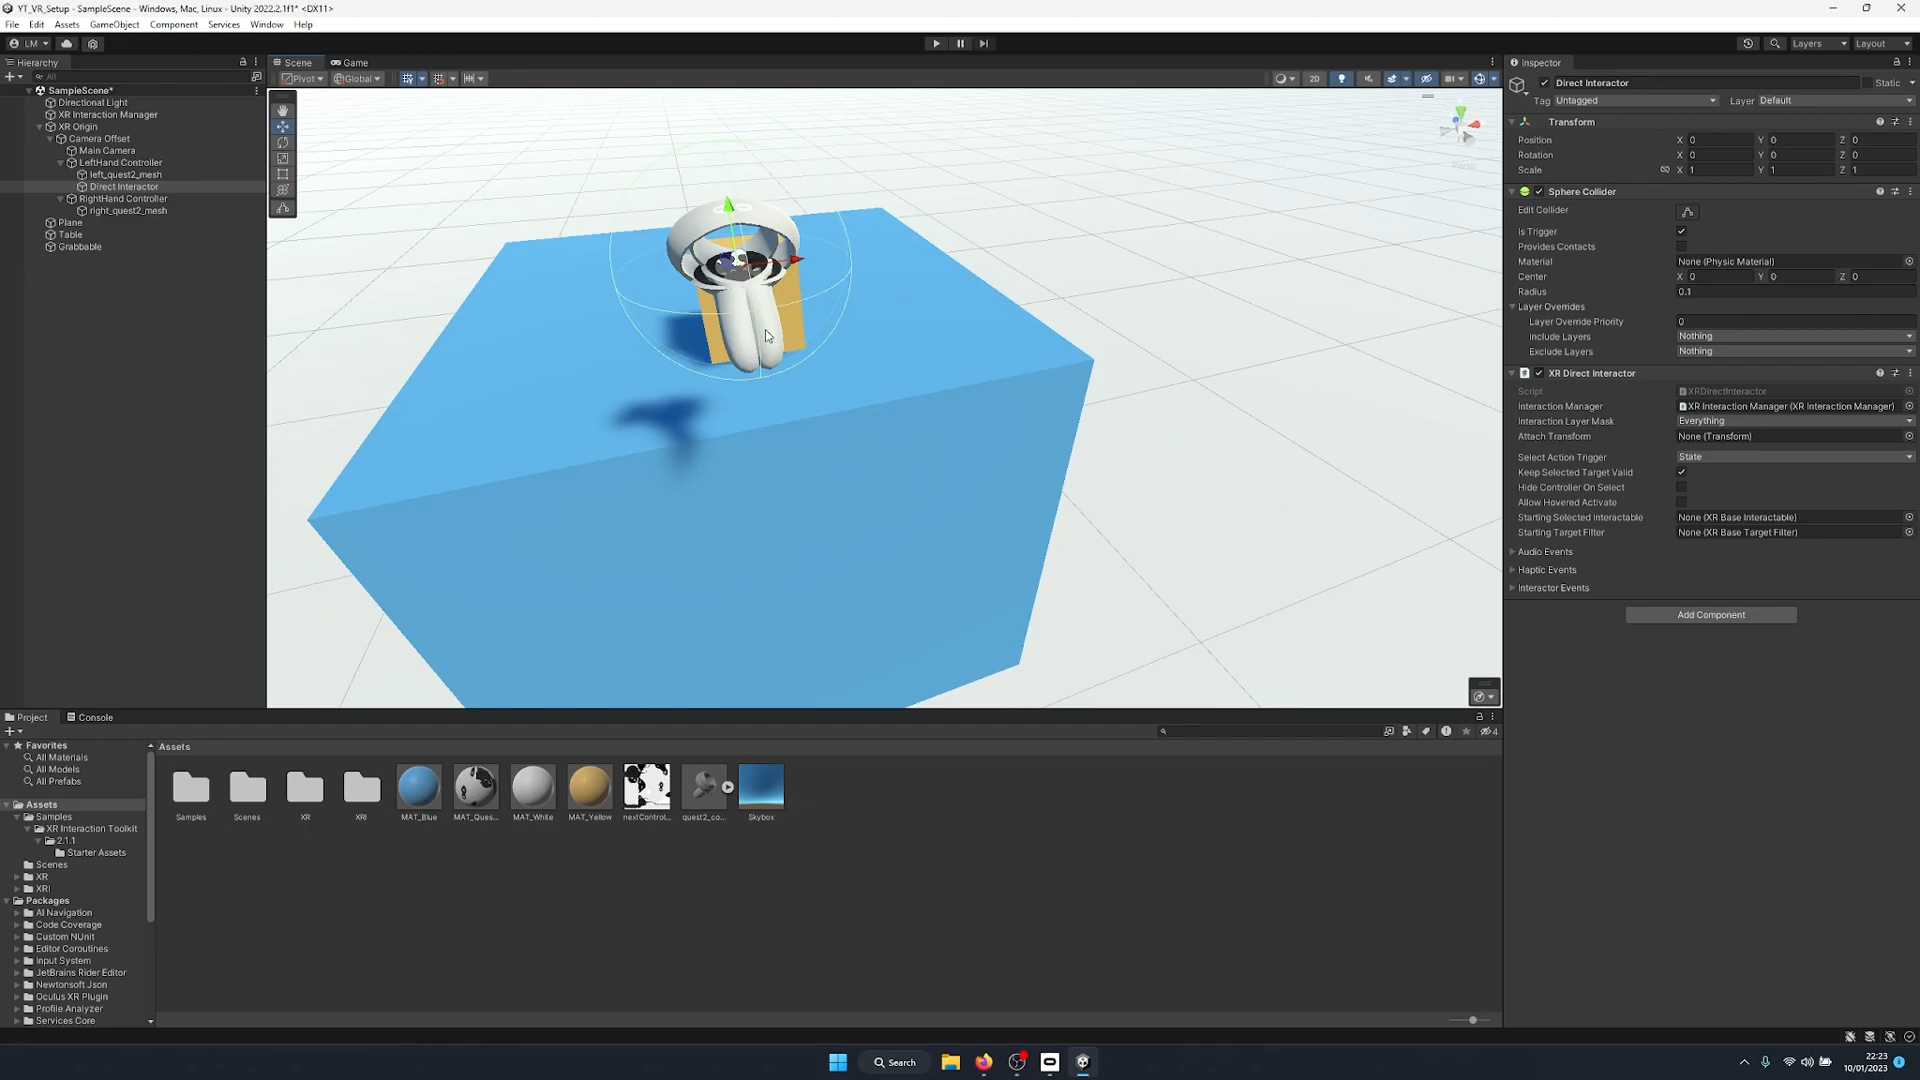 YT_VR_Setup - SampleScene - Windows, Mac, Linux - Unity 2022.2.1f1* <DX11>
File Edit Assets GameObject Component Services Window Help
LM Layers Layout
Hierarchy
All
SampleScene*
Directional Light
XR Interaction Manager
XR Origin
Camera Offset
Main Camera
LeftHand Controller
left_quest2_mesh
Direct Interactor
RightHand Controller
right_quest2_mesh
Plane
Table
Grabbable
Scene Game
Pivot Global 2D
Persp
Inspector
Direct Interactor Static
Tag Untagged Layer Default
Transform
Position X 0 Y 0 Z 0
Rotation X 0 Y 0 Z 0
Scale X 1 Y 1 Z 1
Sphere Collider
Edit Collider
Is Trigger
Provides Contacts
Material None (Physic Material)
Center X 0 Y 0 Z 0
Radius 0.1
Layer Overrides
Layer Override Priority 0
Include Layers Nothing
Exclude Layers Nothing
XR Direct Interactor
Script XRDirectInteractor
Interaction Manager XR Interaction Manager (XR Interaction Manager)
Interaction Layer Mask Everything
Attach Transform None (Transform)
Select Action Trigger State
Keep Selected Target Valid
Hide Controller On Select
Allow Hovered Activate
Starting Selected Interactable None (XR Base Interactable)
Starting Target Filter None (XR Base Target Filter)
Audio Events
Haptic Events
Interactor Events
Add Component
Project Console
4
Favorites
All Materials
All Models
All Prefabs
Assets
Samples
XR Interaction Toolkit
2.1.1
Starter Assets
Scenes
XR
XRI
Packages
AI Navigation
Code Coverage
Custom NUnit
Editor Coroutines
Input System
JetBrains Rider Editor
Newtonsoft Json
Oculus XR Plugin
Profile Analyzer
Services Core
Assets
Samples Scenes XR XRI MAT_Blue MAT_Ques... MAT_White MAT_Yellow nextControl... quest2_co... Skybox
Search
22:23
10/01/2023
3